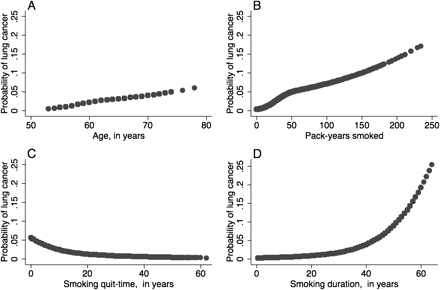 A
Probability of lung cancer
0 .05 .1 .15 .2 .25
50 60 70 80
Age, in years
B
Probability of lung cancer
0 .05 .1 .15 .2 .25
0 50 100 150 200 250
Pack-years smoked
C
Probability of lung cancer
0 .05 .1 .15 .2 .25
0 20 40 60
Smoking quit-time, in years
D
Probability of lung cancer
0 .05 .1 .15 .2 .25
0 20 40 60
Smoking duration, in years